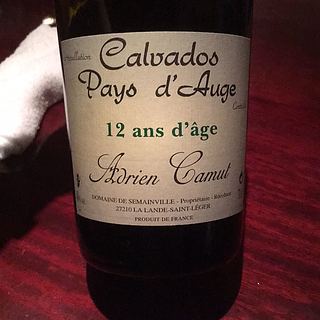 Appellation
Calvados
Pays d'Auge
12 ans d'âge
Adrien Camut
DOMAINE DE SEMAINVILLE - Propriétaire - Récoltant
27210 LA LANDE-SAINT-LÉGER
PRODUIT DE FRANCE